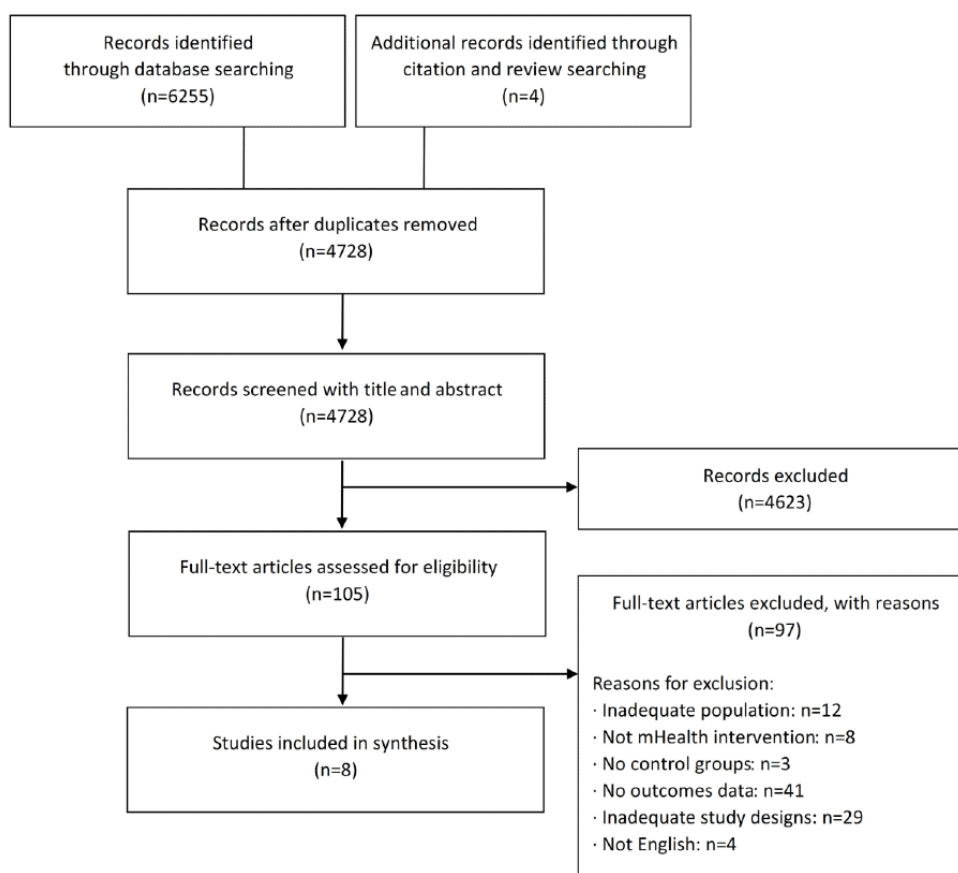 Records identified
through database searching
(n=6255)
Additional records identified through
citation and review searching
(n=4)
Records after duplicates removed
(n=4728)
Records screened with title and abstract
(n=4728)
Records excluded
(n=4623)
Full-text articles assessed for eligibility
(n=105)
Full-text articles excluded, with reasons
(n=97)
Reasons for exclusion:
· Inadequate population: n=12
· Not mHealth intervention: n=8
· No control groups: n=3
· No outcomes data: n=41
· Inadequate study designs: n=29
· Not English: n=4
Studies included in synthesis
(n=8)